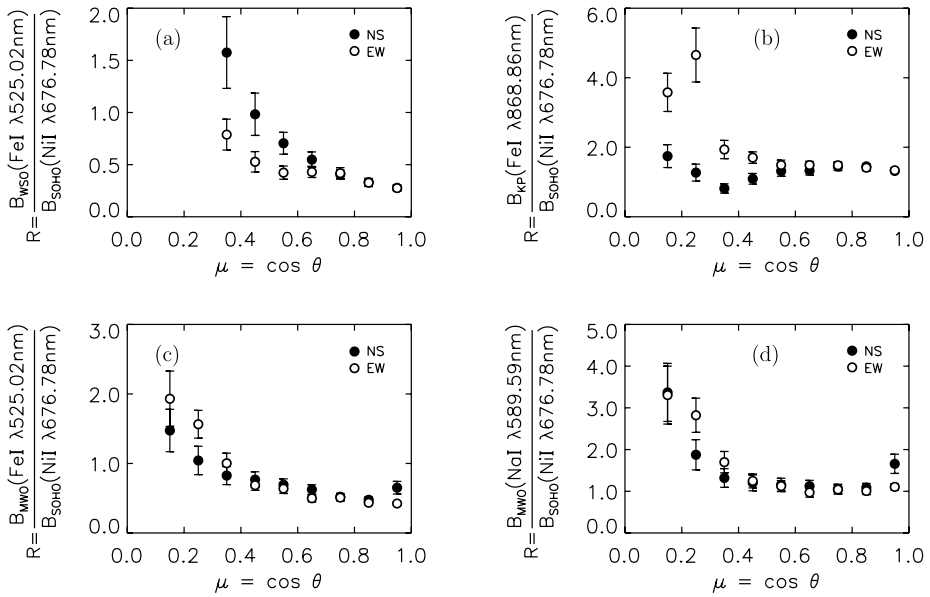 2.0
1.5
1.0
0.5
0.0
(a)
NS
EW
R=
B_WSO(FeI λ525.02nm)
B_SOHO(NiI λ676.78nm)
0.0 0.2 0.4 0.6 0.8 1.0
μ = cos θ
6.0
4.0
2.0
0.0
(b)
NS
EW
R=
B_KP(FeI λ868.86nm)
B_SOHO(NiI λ676.78nm)
0.0 0.2 0.4 0.6 0.8 1.0
μ = cos θ
3.0
2.0
1.0
0.0
(c)
NS
EW
R=
B_MWO(FeI λ525.02nm)
B_SOHO(NiI λ676.78nm)
0.0 0.2 0.4 0.6 0.8 1.0
μ = cos θ
5.0
4.0
3.0
2.0
1.0
0.0
(d)
NS
EW
R=
B_MWO(NaI λ589.59nm)
B_SOHO(NiI λ676.78nm)
0.0 0.2 0.4 0.6 0.8 1.0
μ = cos θ